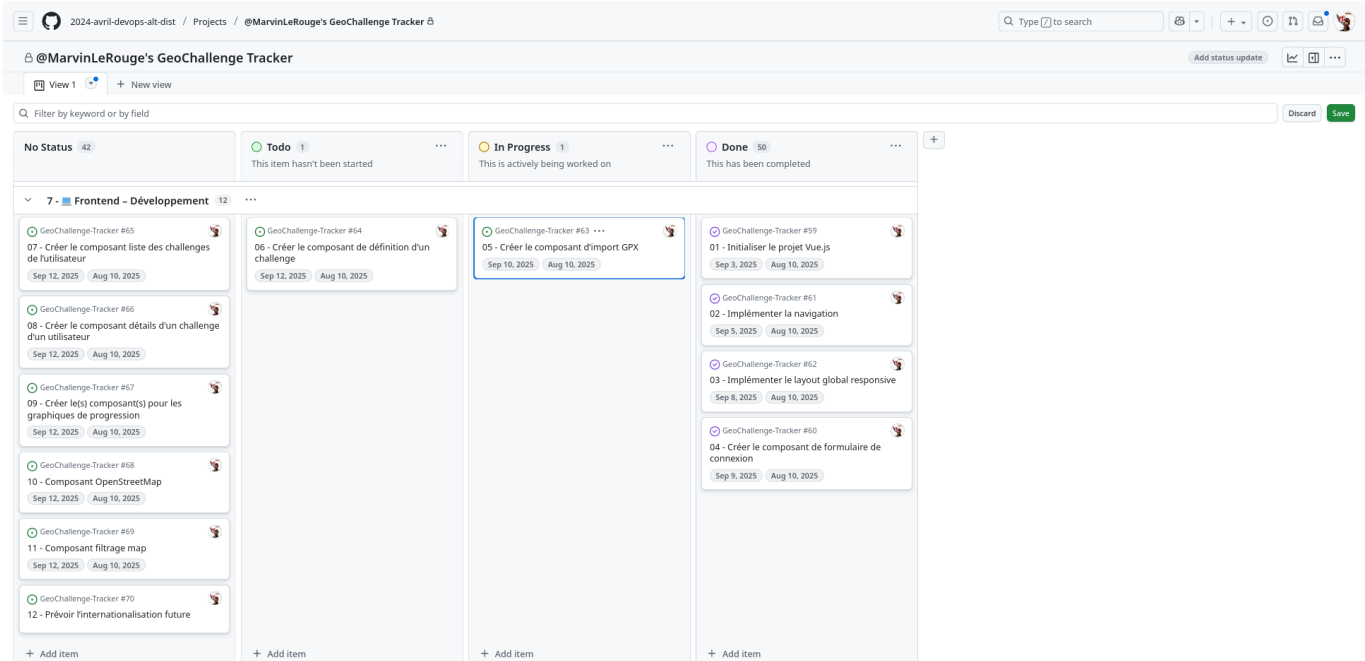 2024-avril-devops-alt-dist / Projects / @MarvinLeRouge's GeoChallenge Tracker
Type / to search
@MarvinLeRouge's GeoChallenge Tracker
Add status update
View 1
New view
Filter by keyword or by field
Discard
Save
No Status 42
Todo 1
This item hasn't been started
In Progress 1
This is actively being worked on
Done 50
This has been completed
7 - 💻 Frontend – Développement 12
GeoChallenge-Tracker #65
07 - Créer le composant liste des challenges
de l'utilisateur
Sep 12, 2025 Aug 10, 2025
GeoChallenge-Tracker #66
08 - Créer le composant détails d'un challenge
d'un utilisateur
Sep 12, 2025 Aug 10, 2025
GeoChallenge-Tracker #67
09 - Créer le(s) composant(s) pour les
graphiques de progression
Sep 12, 2025 Aug 10, 2025
GeoChallenge-Tracker #68
10 - Composant OpenStreetMap
Sep 12, 2025 Aug 10, 2025
GeoChallenge-Tracker #69
11 - Composant filtrage map
Sep 12, 2025 Aug 10, 2025
GeoChallenge-Tracker #70
12 - Prévoir l'internationalisation future
+ Add item
GeoChallenge-Tracker #64
06 - Créer le composant de définition d'un
challenge
Sep 12, 2025 Aug 10, 2025
+ Add item
GeoChallenge-Tracker #63
05 - Créer le composant d'import GPX
Sep 10, 2025 Aug 10, 2025
+ Add item
GeoChallenge-Tracker #59
01 - Initialiser le projet Vue.js
Sep 3, 2025 Aug 10, 2025
GeoChallenge-Tracker #61
02 - Implémenter la navigation
Sep 5, 2025 Aug 10, 2025
GeoChallenge-Tracker #62
03 - Implémenter le layout global responsive
Sep 8, 2025 Aug 10, 2025
GeoChallenge-Tracker #60
04 - Créer le composant de formulaire de
connexion
Sep 9, 2025 Aug 10, 2025
+ Add item